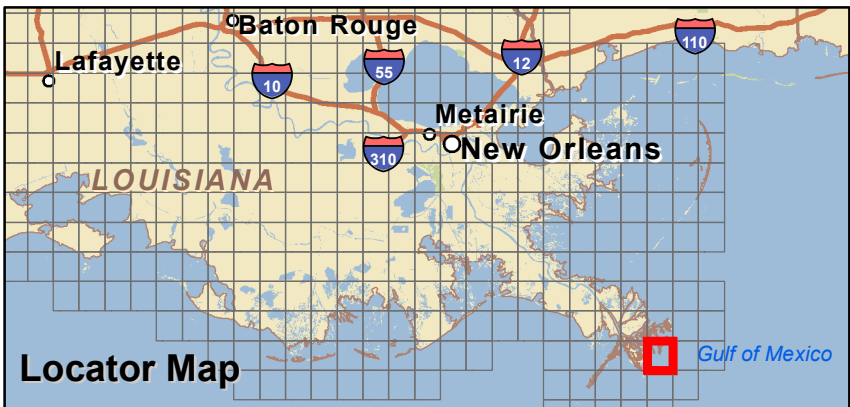 Baton Rouge
110
Lafayette
55
12
10
Metairie
New Orleans
310
LOUISIANA
Gulf of Mexico
Locator Map